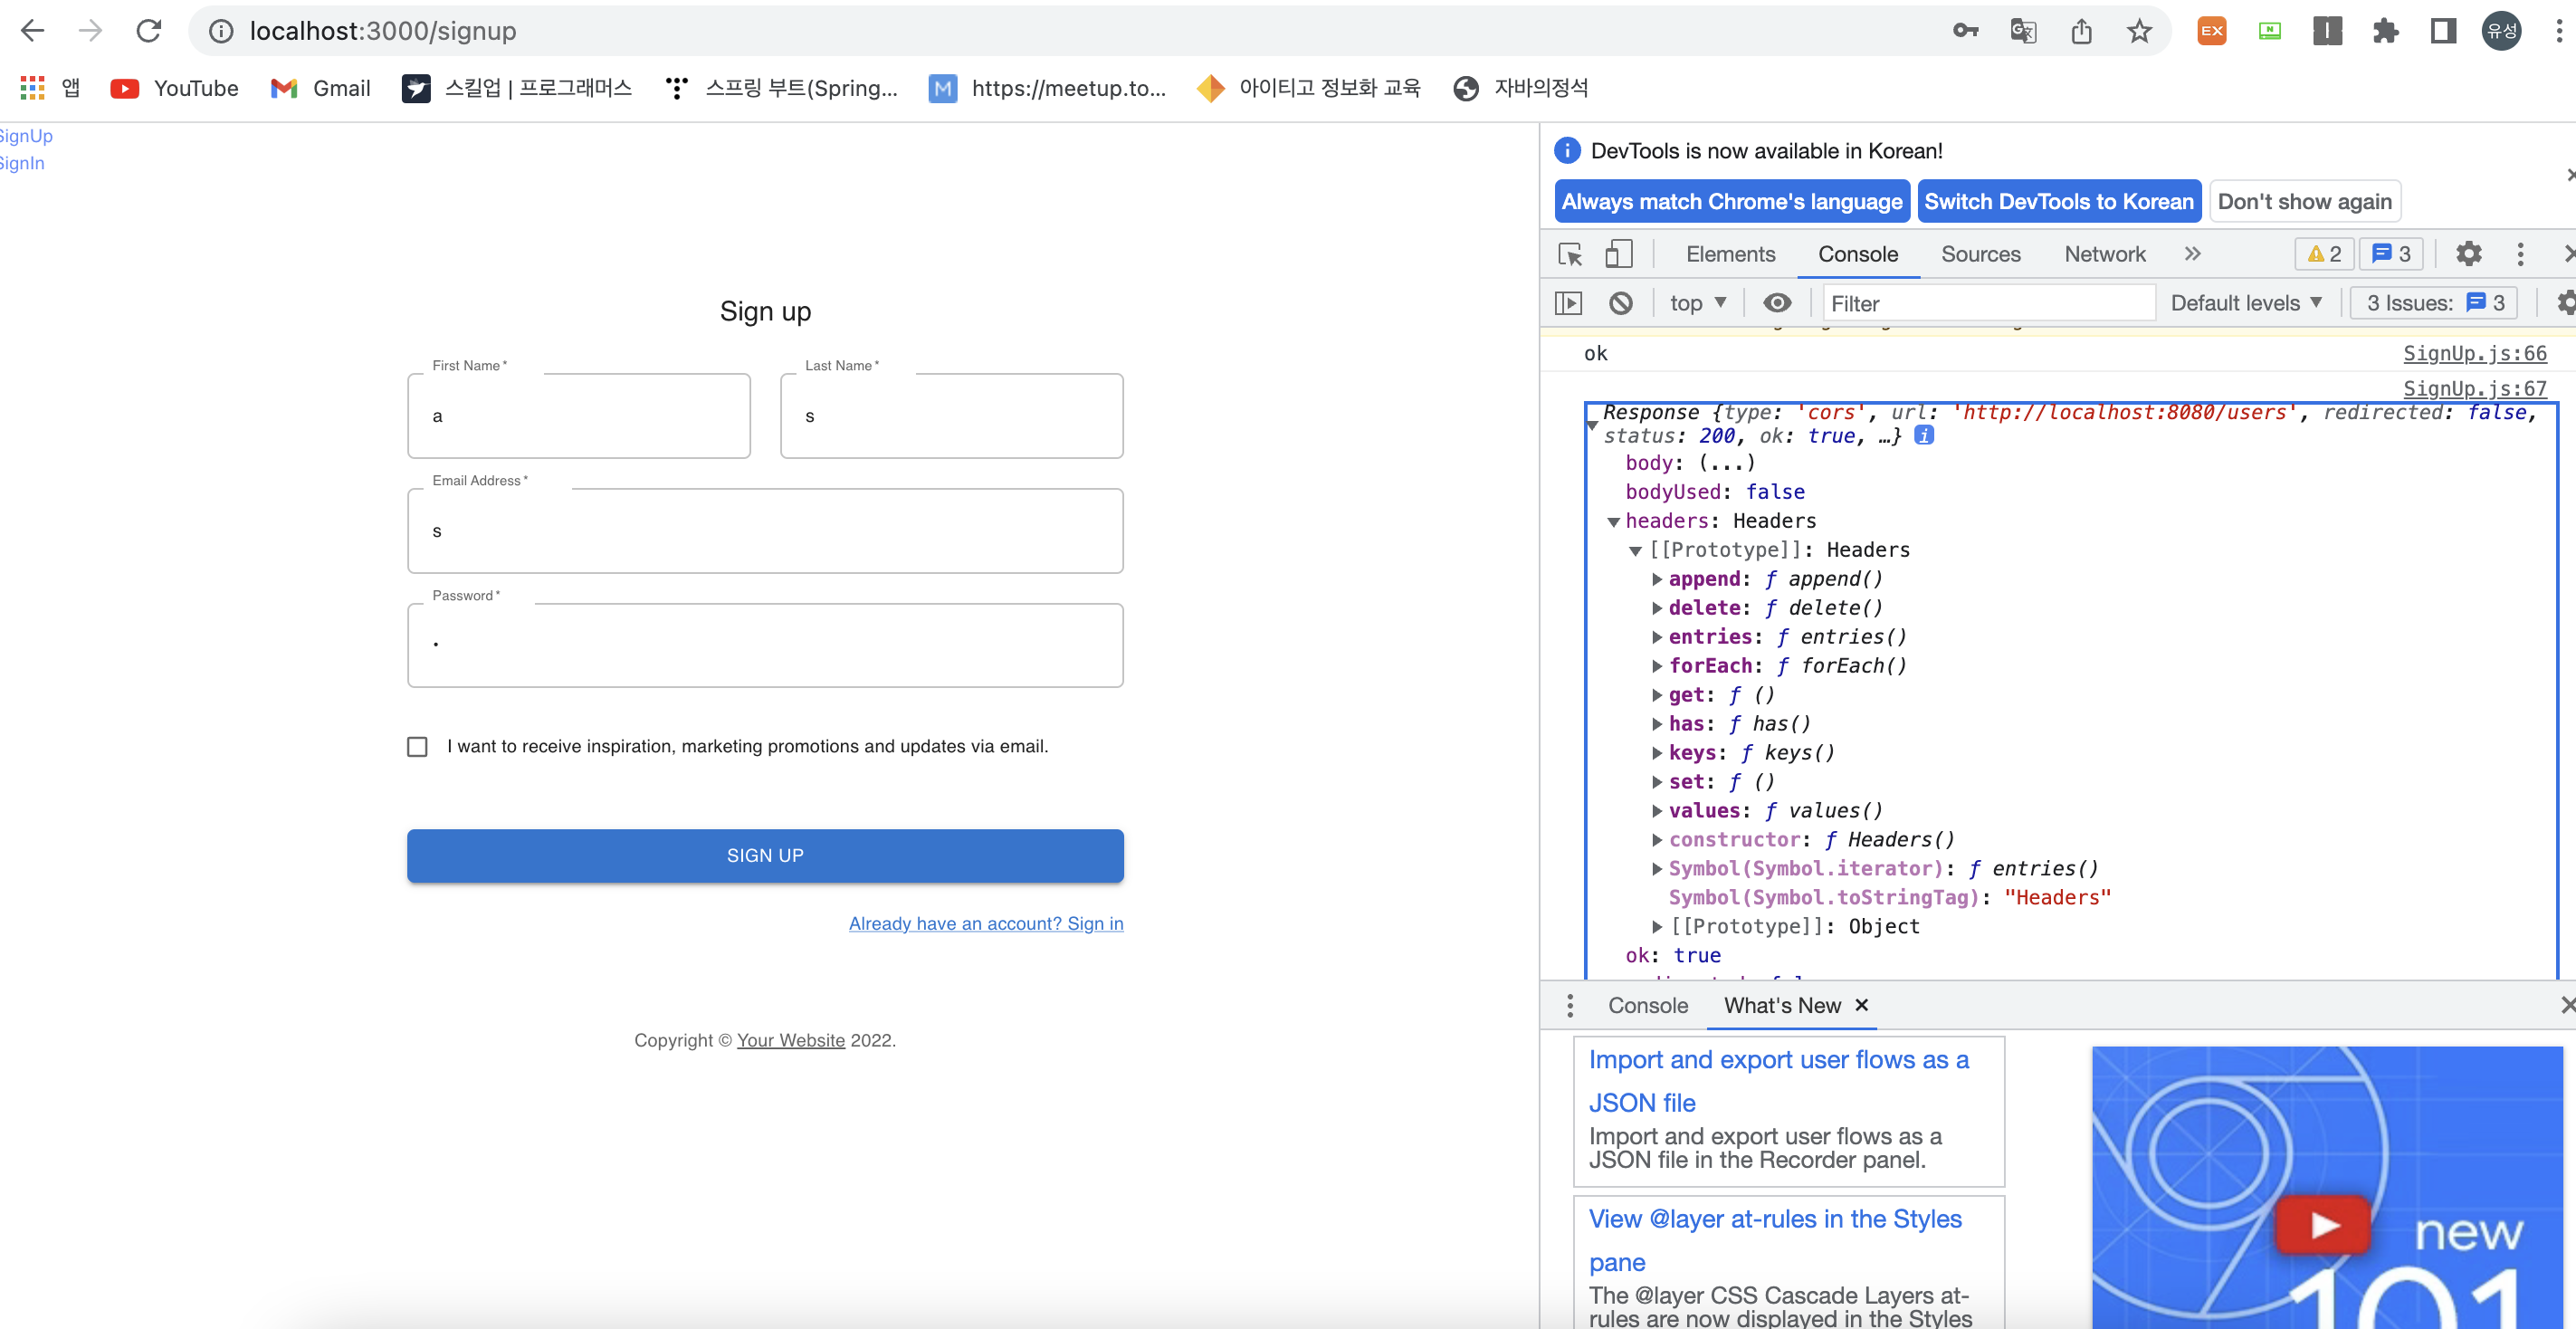 localhost:3000/signup
EX
N
유성
앱
YouTube
Gmail
스킬업 | 프로그래머스
스프링 부트(Spring...
M
https://meetup.to...
아이티고 정보화 교육
자바의정석
SignUp
SignIn
Sign up
First Name *
Last Name *
a
s
Email Address *
s
Password *
•
I want to receive inspiration, marketing promotions and updates via email.
SIGN UP
Already have an account? Sign in
Copyright © Your Website 2022.
DevTools is now available in Korean!
Always match Chrome's language
Switch DevTools to Korean
Don't show again
Elements
Console
Sources
Network
2
3
top
Filter
Default levels
3 Issues:
3
ok
SignUp.js:66
SignUp.js:67
Response {type: 'cors', url: 'http://localhost:8080/users', redirected: false,
status: 200, ok: true, …}
body: (...)
bodyUsed: false
headers: Headers
[[Prototype]]: Headers
append: ƒ append()
delete: ƒ delete()
entries: ƒ entries()
forEach: ƒ forEach()
get: ƒ ()
has: ƒ has()
keys: ƒ keys()
set: ƒ ()
values: ƒ values()
constructor: ƒ Headers()
Symbol(Symbol.iterator): ƒ entries()
Symbol(Symbol.toStringTag): "Headers"
[[Prototype]]: Object
ok: true
Console
What's New
Import and export user flows as a
JSON file
Import and export user flows as a
JSON file in the Recorder panel.
View @layer at-rules in the Styles
pane
The @layer CSS Cascade Layers at-
rules are now displayed in the Styles
new
101